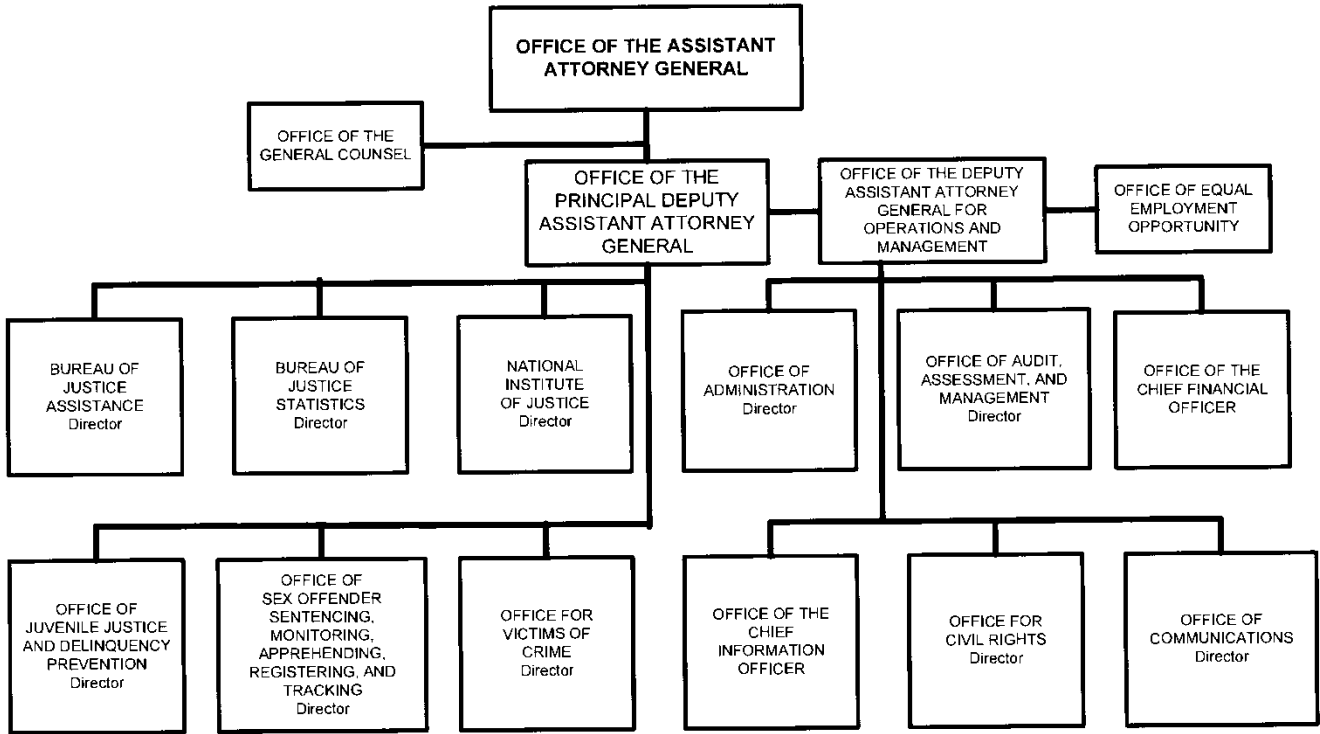 OFFICE OF THE ASSISTANT
ATTORNEY GENERAL
OFFICE OF THE
GENERAL COUNSEL
OFFICE OF THE
PRINCIPAL DEPUTY
ASSISTANT ATTORNEY
GENERAL
OFFICE OF THE DEPUTY
ASSISTANT ATTORNEY
GENERAL FOR
OPERATIONS AND
MANAGEMENT
OFFICE OF EQUAL
EMPLOYMENT
OPPORTUNITY
BUREAU OF
JUSTICE
ASSISTANCE
Director
BUREAU OF
JUSTICE
STATISTICS
Director
NATIONAL
INSTITUTE
OF JUSTICE
Director
OFFICE OF
ADMINISTRATION
Director
OFFICE OF AUDIT,
ASSESSMENT, AND
MANAGEMENT
Director
OFFICE OF THE
CHIEF FINANCIAL
OFFICER
OFFICE OF
JUVENILE JUSTICE
AND DELINQUENCY
PREVENTION
Director
OFFICE OF
SEX OFFENDER
SENTENCING,
MONITORING,
APPREHENDING,
REGISTERING, AND
TRACKING
Director
OFFICE FOR
VICTIMS OF
CRIME
Director
OFFICE OF THE
CHIEF
INFORMATION
OFFICER
OFFICE FOR
CIVIL RIGHTS
Director
OFFICE OF
COMMUNICATIONS
Director